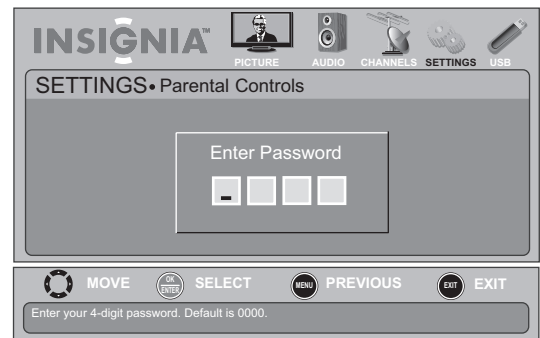 INSIGNIA™
PICTURE AUDIO CHANNELS SETTINGS USB
SETTINGS• Parental Controls
Enter Password
_
MOVE OK ENTER SELECT MENU PREVIOUS EXIT EXIT
Enter your 4-digit password. Default is 0000.